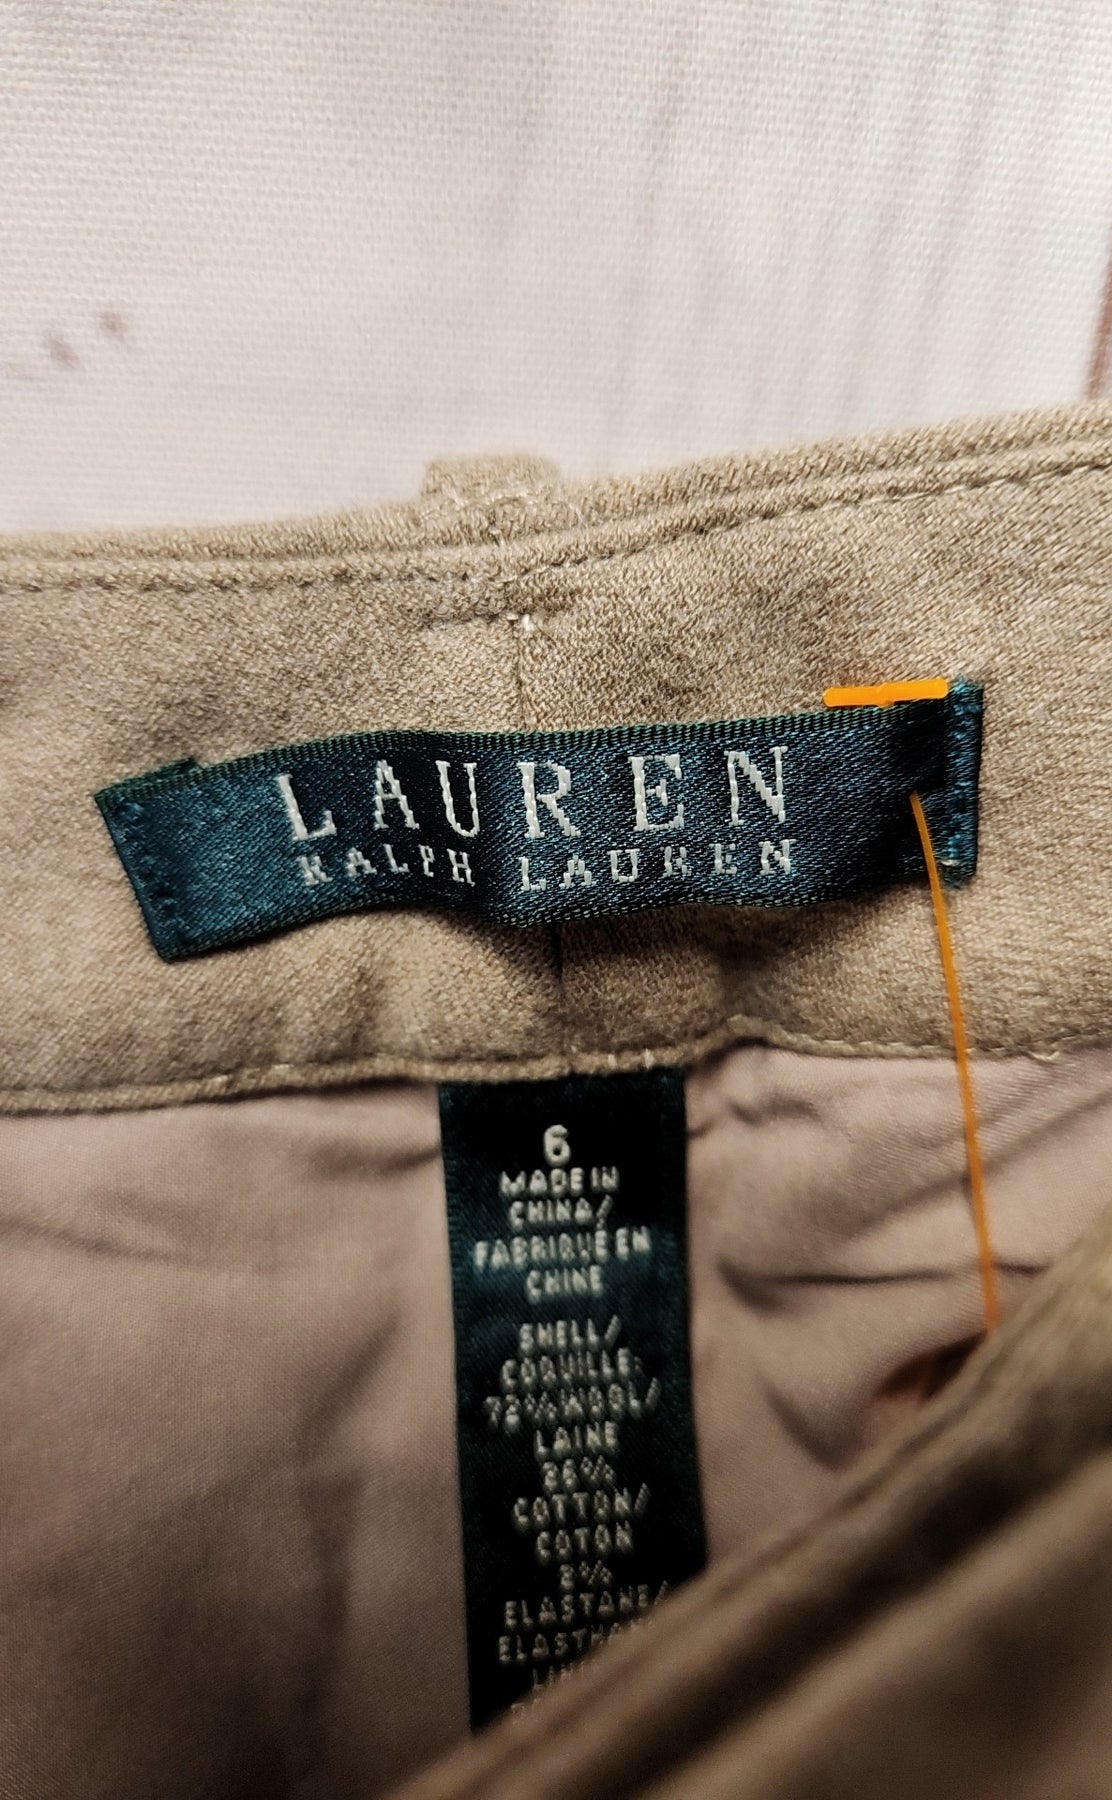 LAUREN
RALPH LAUREN
6
MADE IN
CHINA/
FABRIQUÉ EN
CHINE
SHELL/
COQUILLE:
72% WOOL/
LAINE
26%
COTTON/
COTON
2%
ELASTANE/